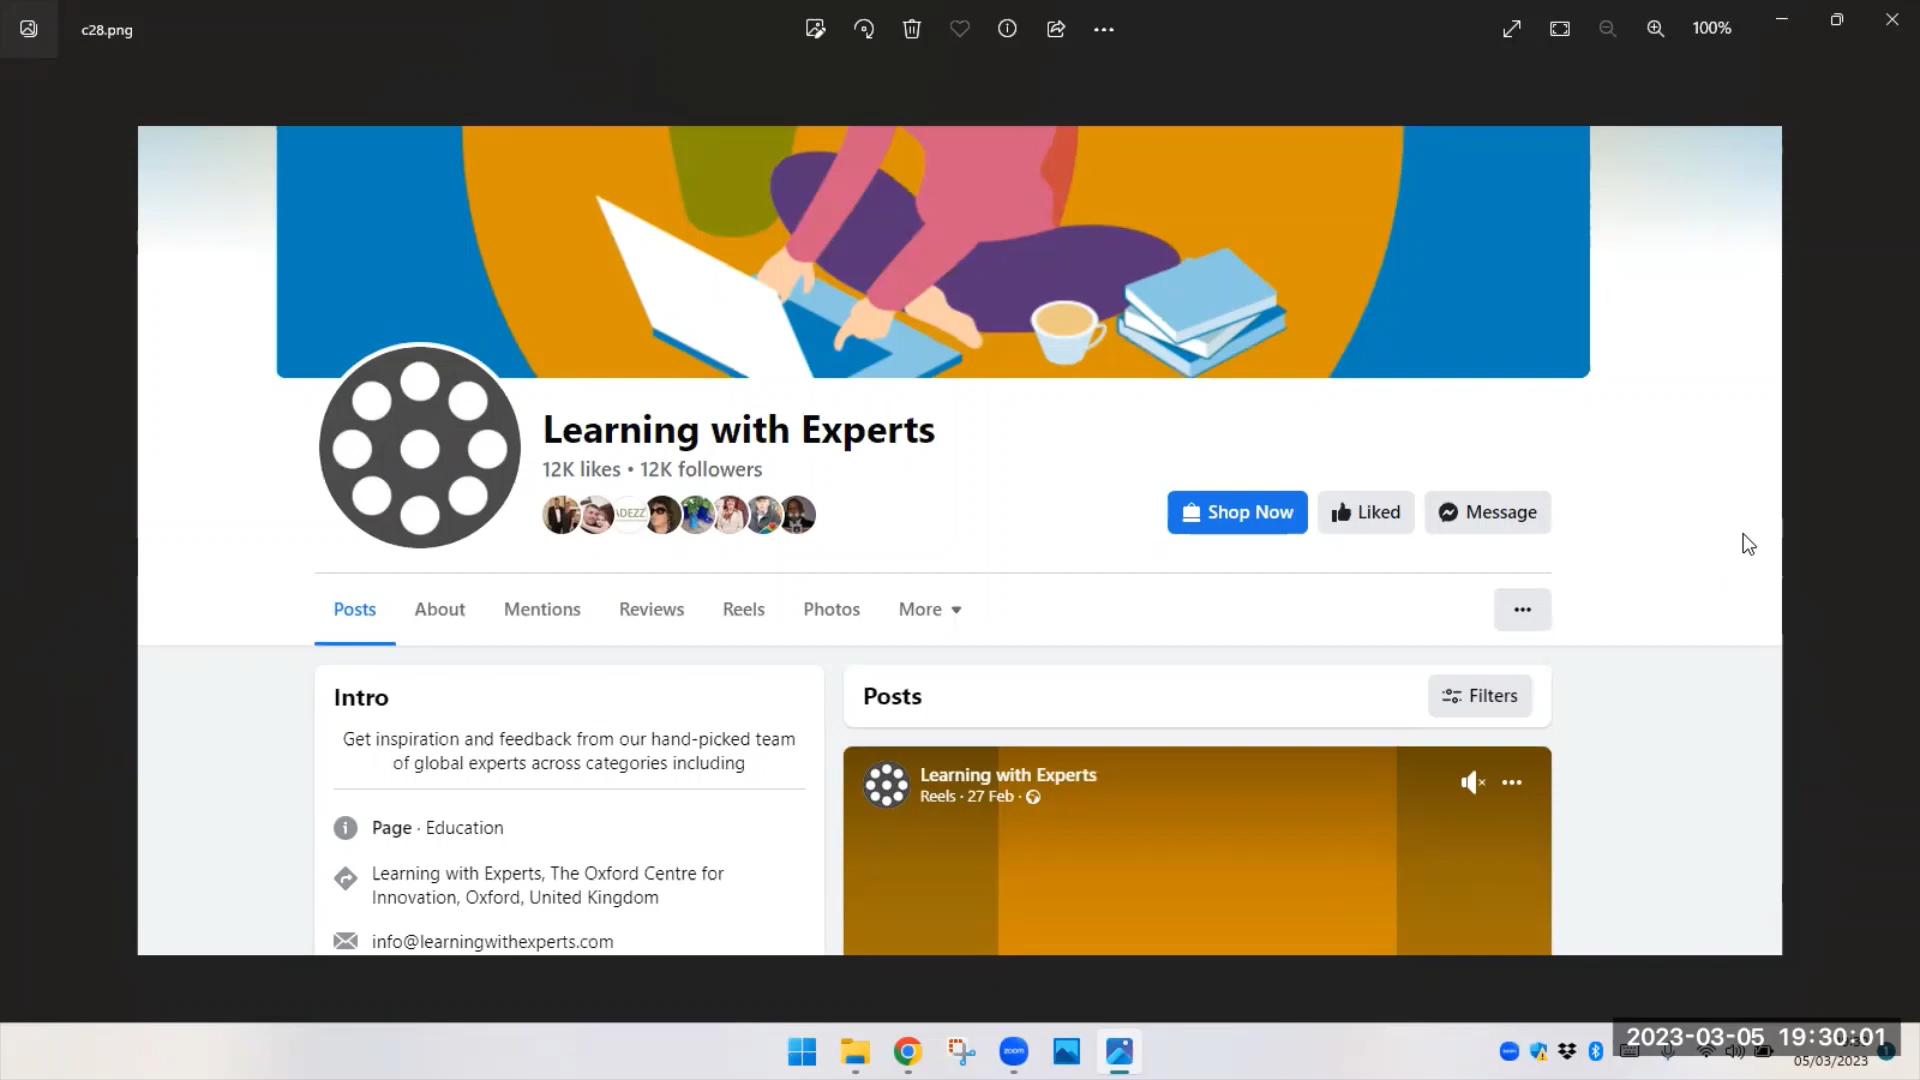 c28.png
100%
Learning with Experts
12K likes • 12K followers
ADEZZ
Shop Now
Liked
Message
Posts
About
Mentions
Reviews
Reels
Photos
More
Intro
Get inspiration and feedback from our hand-picked team
of global experts across categories including
Page · Education
Learning with Experts, The Oxford Centre for
Innovation, Oxford, United Kingdom
info@learningwithexperts.com
Posts
Filters
Learning with Experts
Reels · 27 Feb ·
zoom
2023-03-05 19:30:01
05/03/2023
1